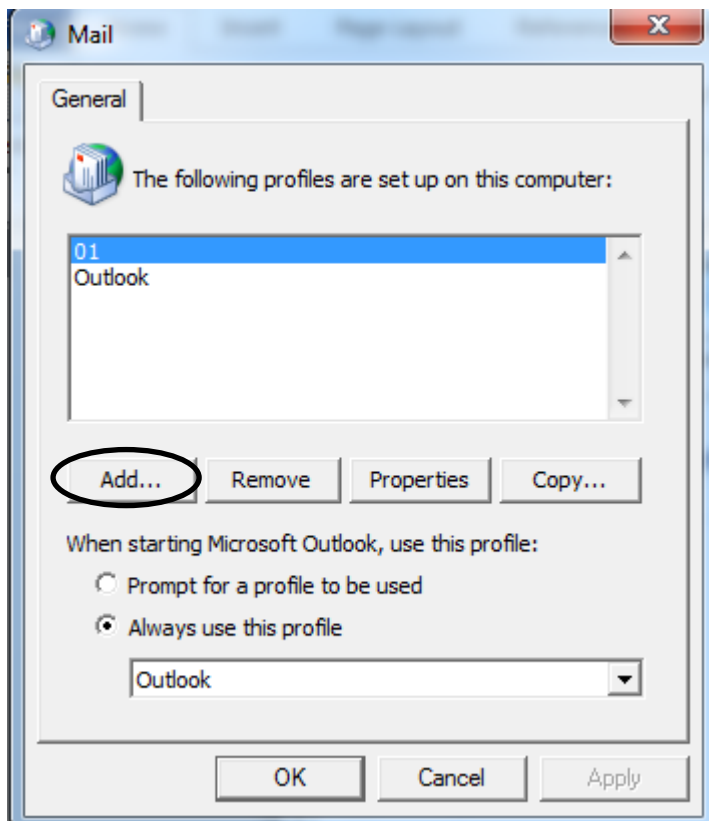 Mail
General
The following profiles are set up on this computer:
01
Outlook
Add... Remove Properties Copy...
When starting Microsoft Outlook, use this profile:
Prompt for a profile to be used
Always use this profile
Outlook
OK Cancel Apply